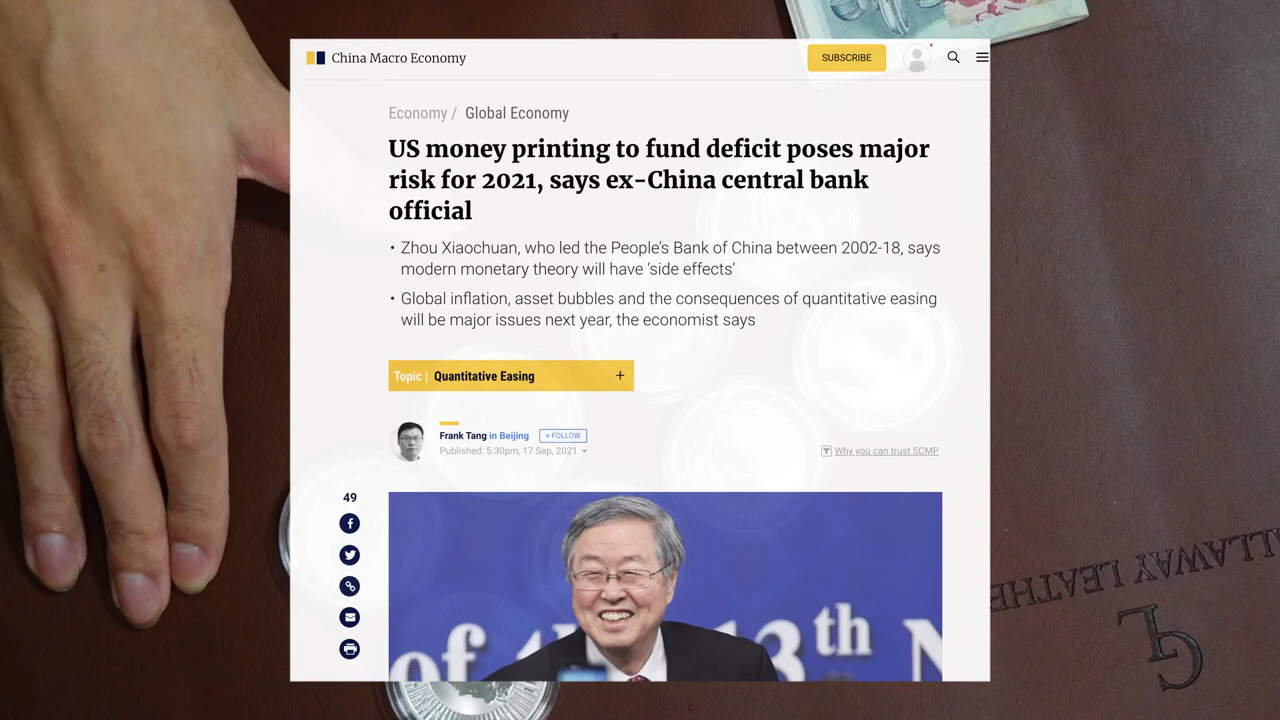 China Macro Economy
SUBSCRIBE
Economy / Global Economy
US money printing to fund deficit poses major
risk for 2021, says ex-China central bank
official
• Zhou Xiaochuan, who led the People's Bank of China between 2002-18, says
modern monetary theory will have ‘side effects’
• Global inflation, asset bubbles and the consequences of quantitative easing
will be major issues next year, the economist says
Topic | Quantitative Easing +
Frank Tang in Beijing + FOLLOW
Published: 5:30pm, 17 Sep, 2021
Why you can trust SCMP
49
of 13th N
LLAWAY LEATHE